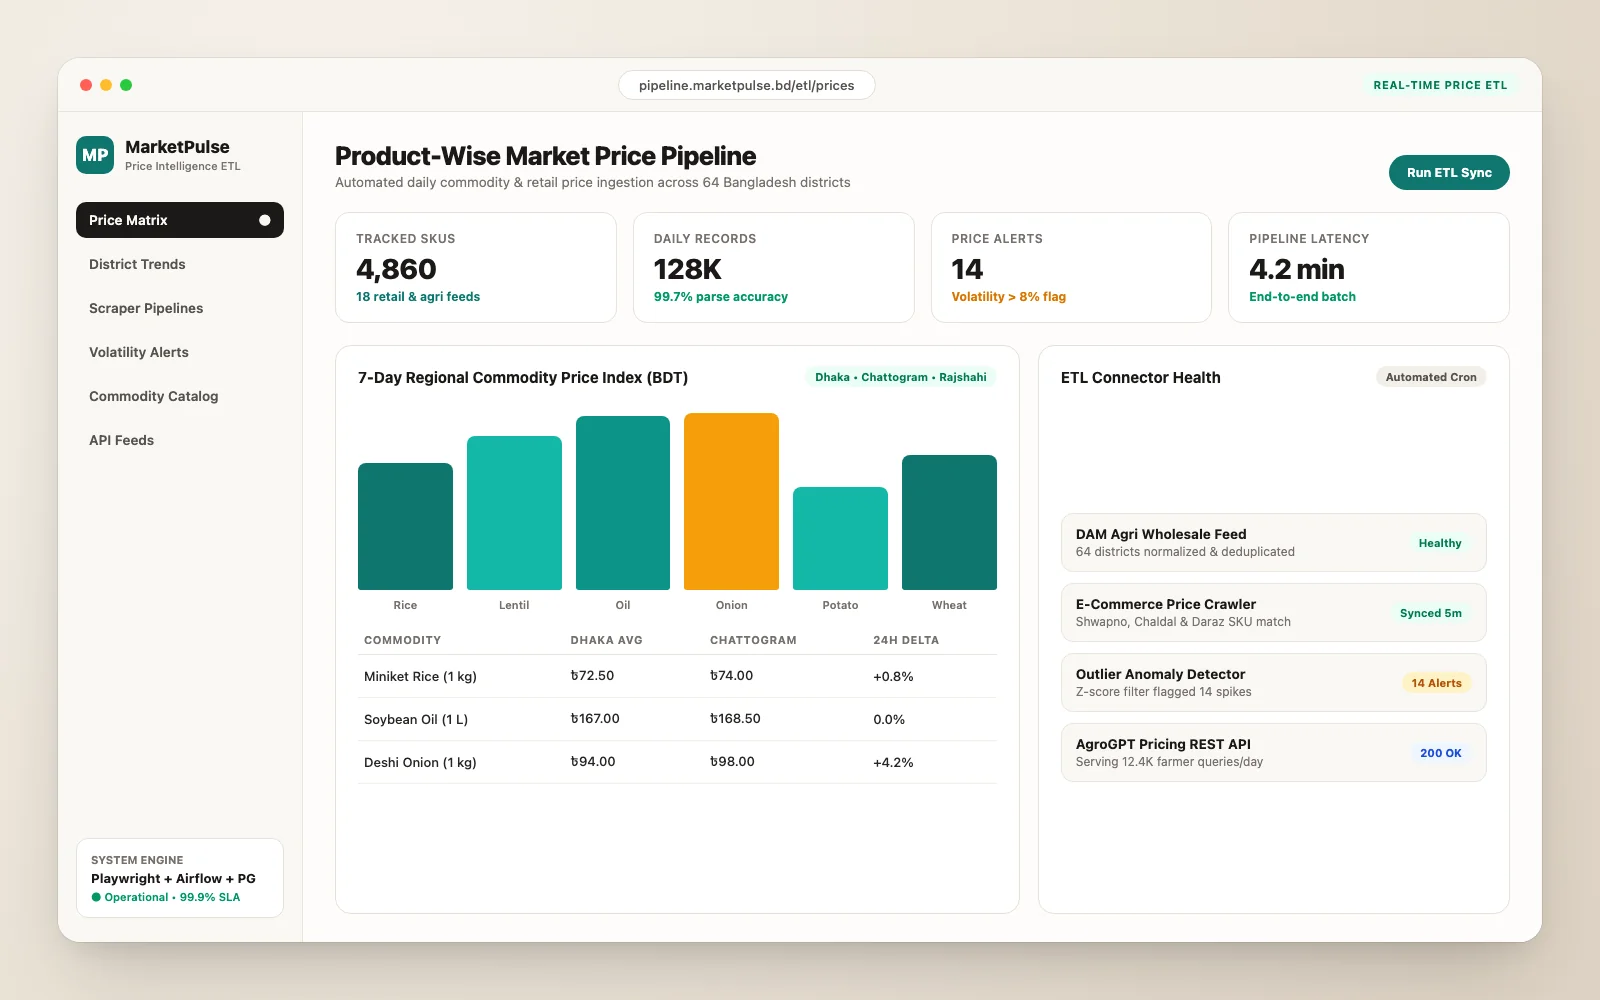 pipeline.marketpulse.bd/etl/prices
REAL-TIME PRICE ETL
MP
MarketPulse
Price Intelligence ETL
Price Matrix
District Trends
Scraper Pipelines
Volatility Alerts
Commodity Catalog
API Feeds
SYSTEM ENGINE
Playwright + Airflow + PG
Operational • 99.9% SLA
Product-Wise Market Price Pipeline
Automated daily commodity & retail price ingestion across 64 Bangladesh districts
Run ETL Sync
TRACKED SKUS
4,860
18 retail & agri feeds
DAILY RECORDS
128K
99.7% parse accuracy
PRICE ALERTS
14
Volatility > 8% flag
PIPELINE LATENCY
4.2 min
End-to-end batch
7-Day Regional Commodity Price Index (BDT)
Dhaka • Chattogram • Rajshahi
Rice Lentil Oil Onion Potato Wheat
COMMODITY DHAKA AVG CHATTOGRAM 24H DELTA
Miniket Rice (1 kg) ৳72.50 ৳74.00 +0.8%
Soybean Oil (1 L) ৳167.00 ৳168.50 0.0%
Deshi Onion (1 kg) ৳94.00 ৳98.00 +4.2%
ETL Connector Health
Automated Cron
DAM Agri Wholesale Feed
64 districts normalized & deduplicated
Healthy
E-Commerce Price Crawler
Shwapno, Chaldal & Daraz SKU match
Synced 5m
Outlier Anomaly Detector
Z-score filter flagged 14 spikes
14 Alerts
AgroGPT Pricing REST API
Serving 12.4K farmer queries/day
200 OK